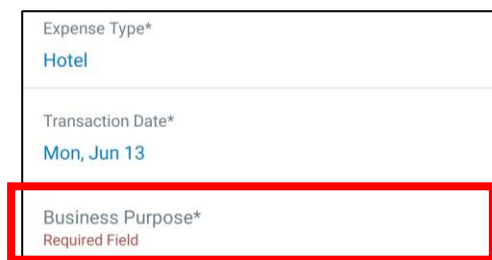 Expense Type*
Hotel
Transaction Date*
Mon, Jun 13
Business Purpose*
Required Field